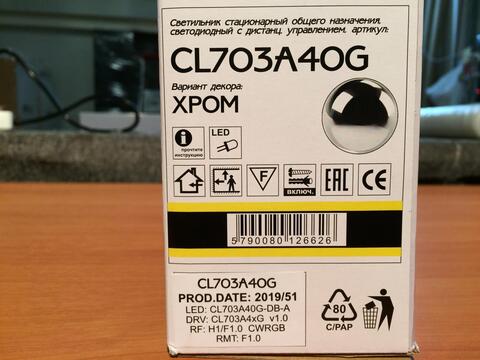 Светильник стационарный общего назначения,
светодиодный с дистанц. управлением. артикул:
CL703A40G
Вариант декора:
ХРОМ
LED
прочтите
инструкцию
F
ВКЛЮЧ.
EAC
CE
5 790080 126626
CL703A40G
PROD.DATE: 2019/51
LED: CL703A40G-DB-A
DRV: CL703A4xG v1.0
RF: H1/F1.0 CWRGB
RMT: F1.0
80
C/PAP